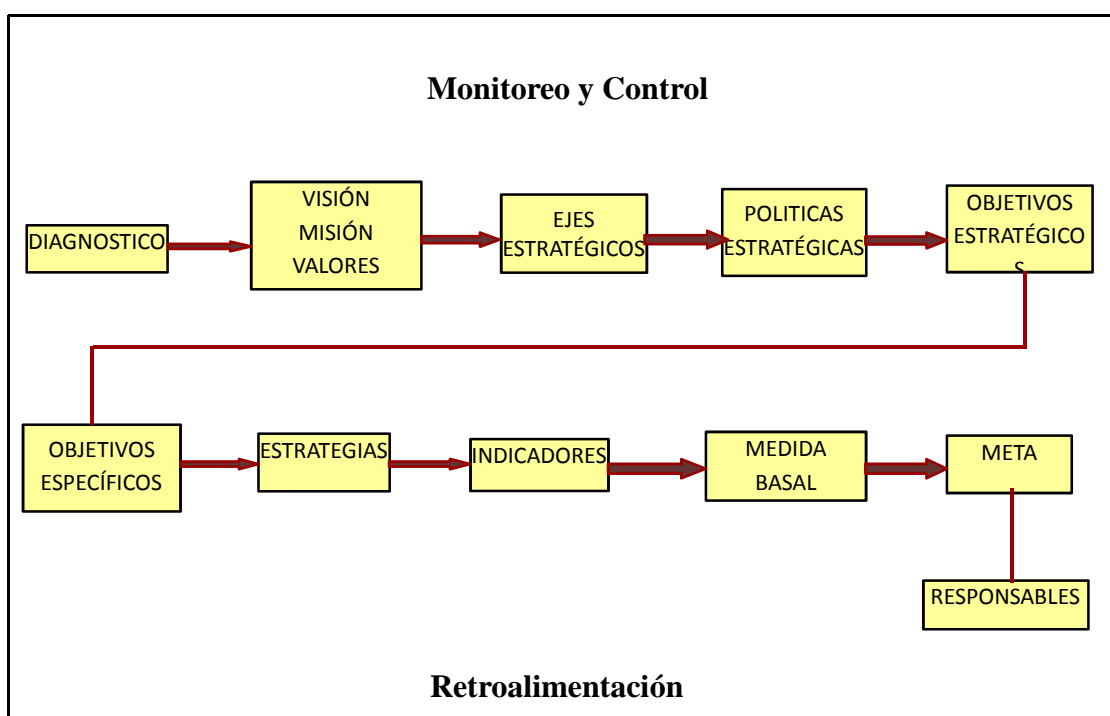 Monitoreo y Control
DIAGNOSTICO
VISIÓN
MISIÓN
VALORES
EJES
ESTRATÉGICOS
POLITICAS
ESTRATÉGICAS
OBJETIVOS
ESTRATÉGICO
S
OBJETIVOS
ESPECÍFICOS
ESTRATEGIAS
INDICADORES
MEDIDA
BASAL
META
RESPONSABLES
Retroalimentación